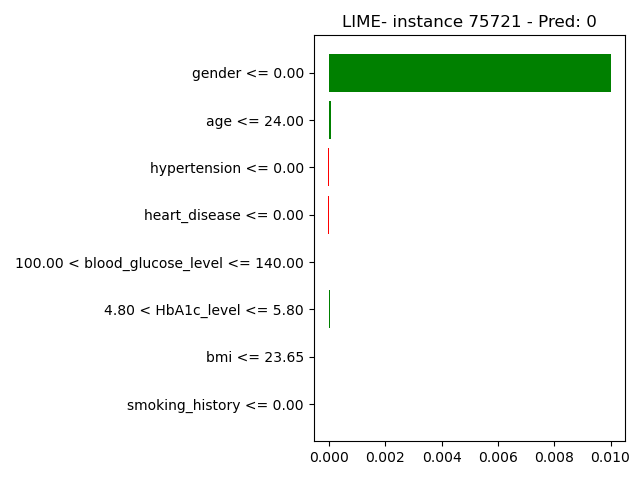 LIME- instance 75721 - Pred: 0
gender <= 0.00
age <= 24.00
hypertension <= 0.00
heart_disease <= 0.00
100.00 < blood_glucose_level <= 140.00
4.80 < HbA1c_level <= 5.80
bmi <= 23.65
smoking_history <= 0.00
0.000 0.002 0.004 0.006 0.008 0.010